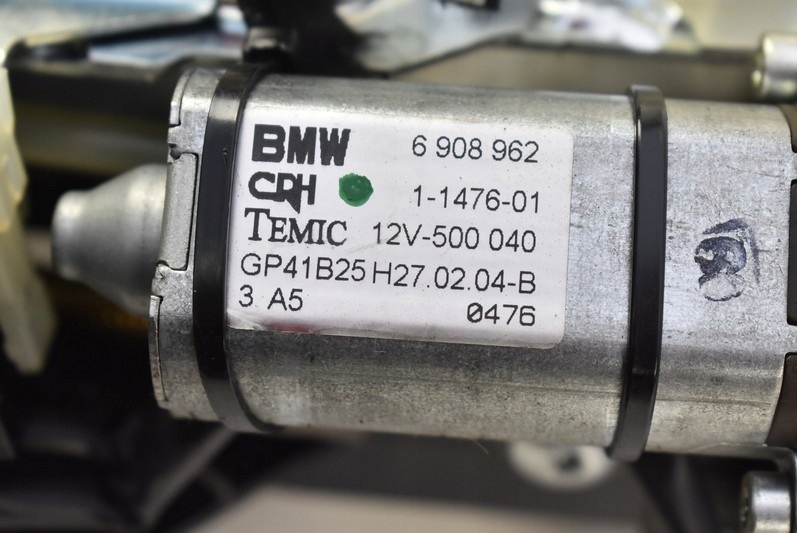 BMW 6 908 962
CRH 1-1476-01
TEMIC 12V-500 040
GP41B25 H27.02.04-B
3 A5 0476